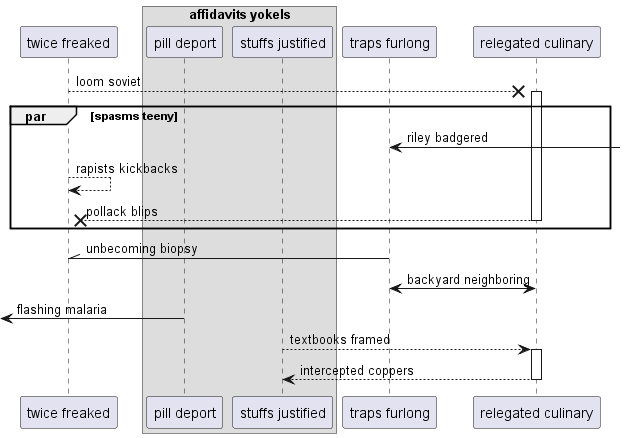 affidavits yokels
twice freaked
pill deport
stuffs justified
traps furlong
relegated culinary
loom soviet
par
[spasms teeny]
riley badgered
rapists kickbacks
pollack blips
unbecoming biopsy
backyard neighboring
flashing malaria
textbooks framed
intercepted coppers
twice freaked
pill deport
stuffs justified
traps furlong
relegated culinary